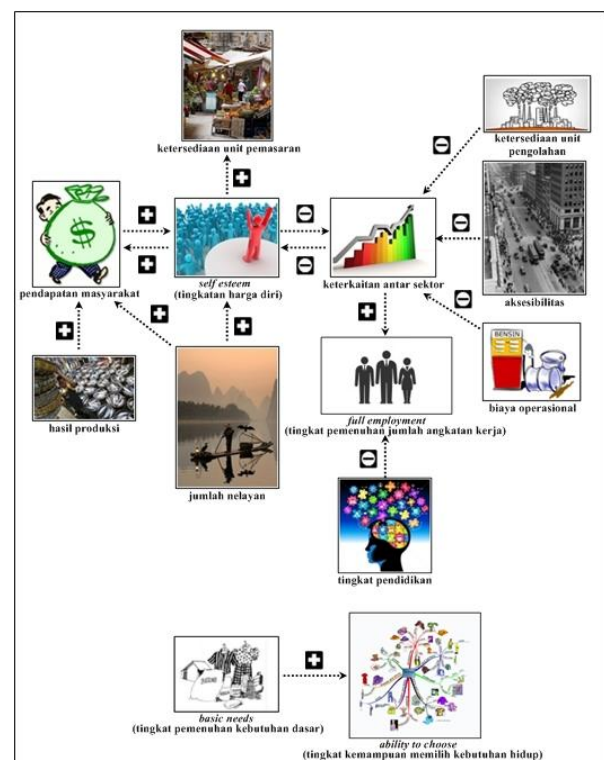 ketersediaan unit pemasaran
ketersediaan unit
pengolahan
$
pendapatan masyarakat
self esteem
(tingkatan harga diri)
keterkaitan antar sektor
aksesibilitas
BENSIN
biaya operasional
hasil produksi
jumlah nelayan
full employment
(tingkat pemenuhan jumlah angkatan kerja)
tingkat pendidikan
basic needs
(tingkat pemenuhan kebutuhan dasar)
ability to choose
(tingkat kemampuan memilih kebutuhan hidup)